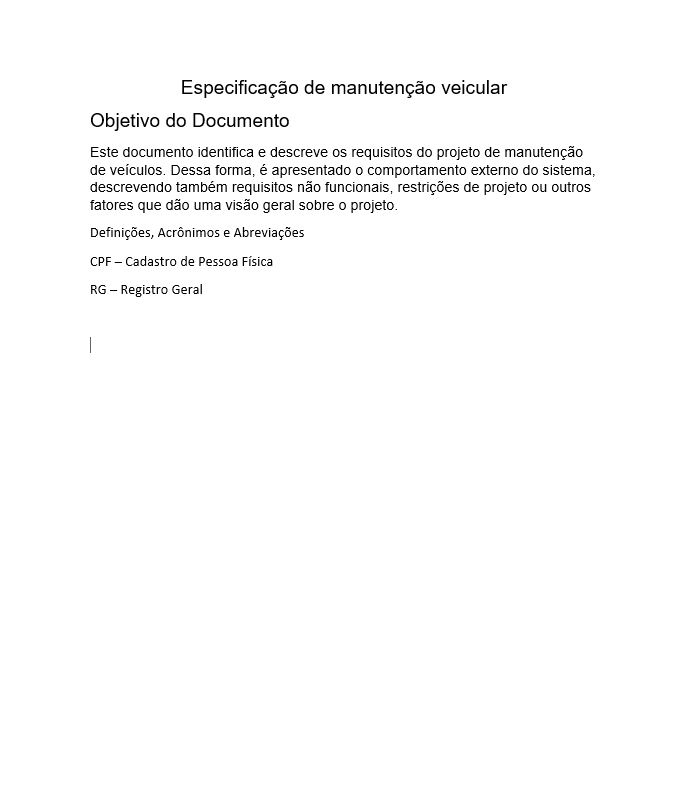 Especificação de manutenção veicular
Objetivo do Documento
Este documento identifica e descreve os requisitos do projeto de manutenção
de veículos. Dessa forma, é apresentado o comportamento externo do sistema,
descrevendo também requisitos não funcionais, restrições de projeto ou outros
fatores que dão uma visão geral sobre o projeto.
Definições, Acrônimos e Abreviações
CPF – Cadastro de Pessoa Física
RG – Registro Geral